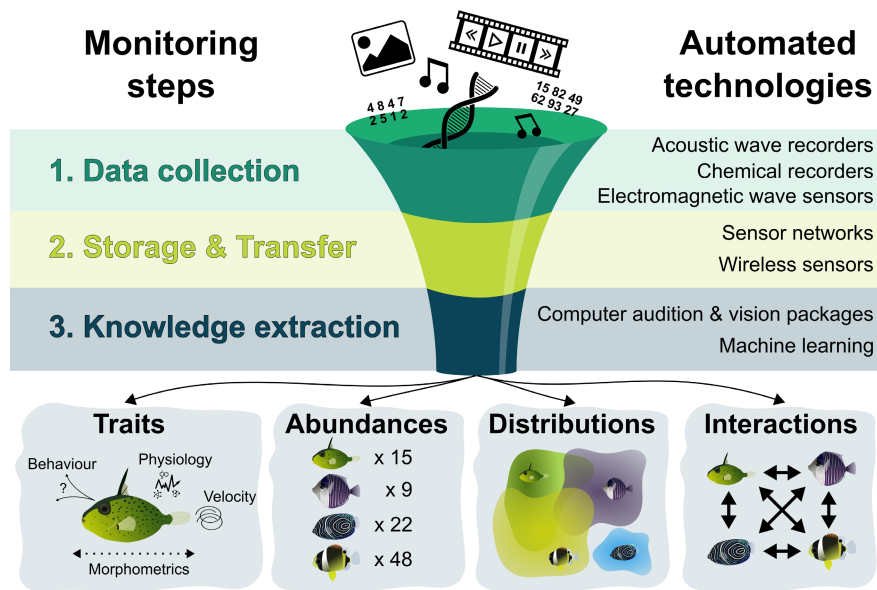 Monitoring
steps
Automated
technologies
4 8 4 7
2 5 1 2
15 82 49
62 93 27
1. Data collection
Acoustic wave recorders
Chemical recorders
Electromagnetic wave sensors
2. Storage & Transfer
Sensor networks
Wireless sensors
3. Knowledge extraction
Computer audition & vision packages
Machine learning
Traits
Behaviour
?
Physiology
Velocity
Morphometrics
Abundances
x 15
x 9
x 22
x 48
Distributions
Interactions